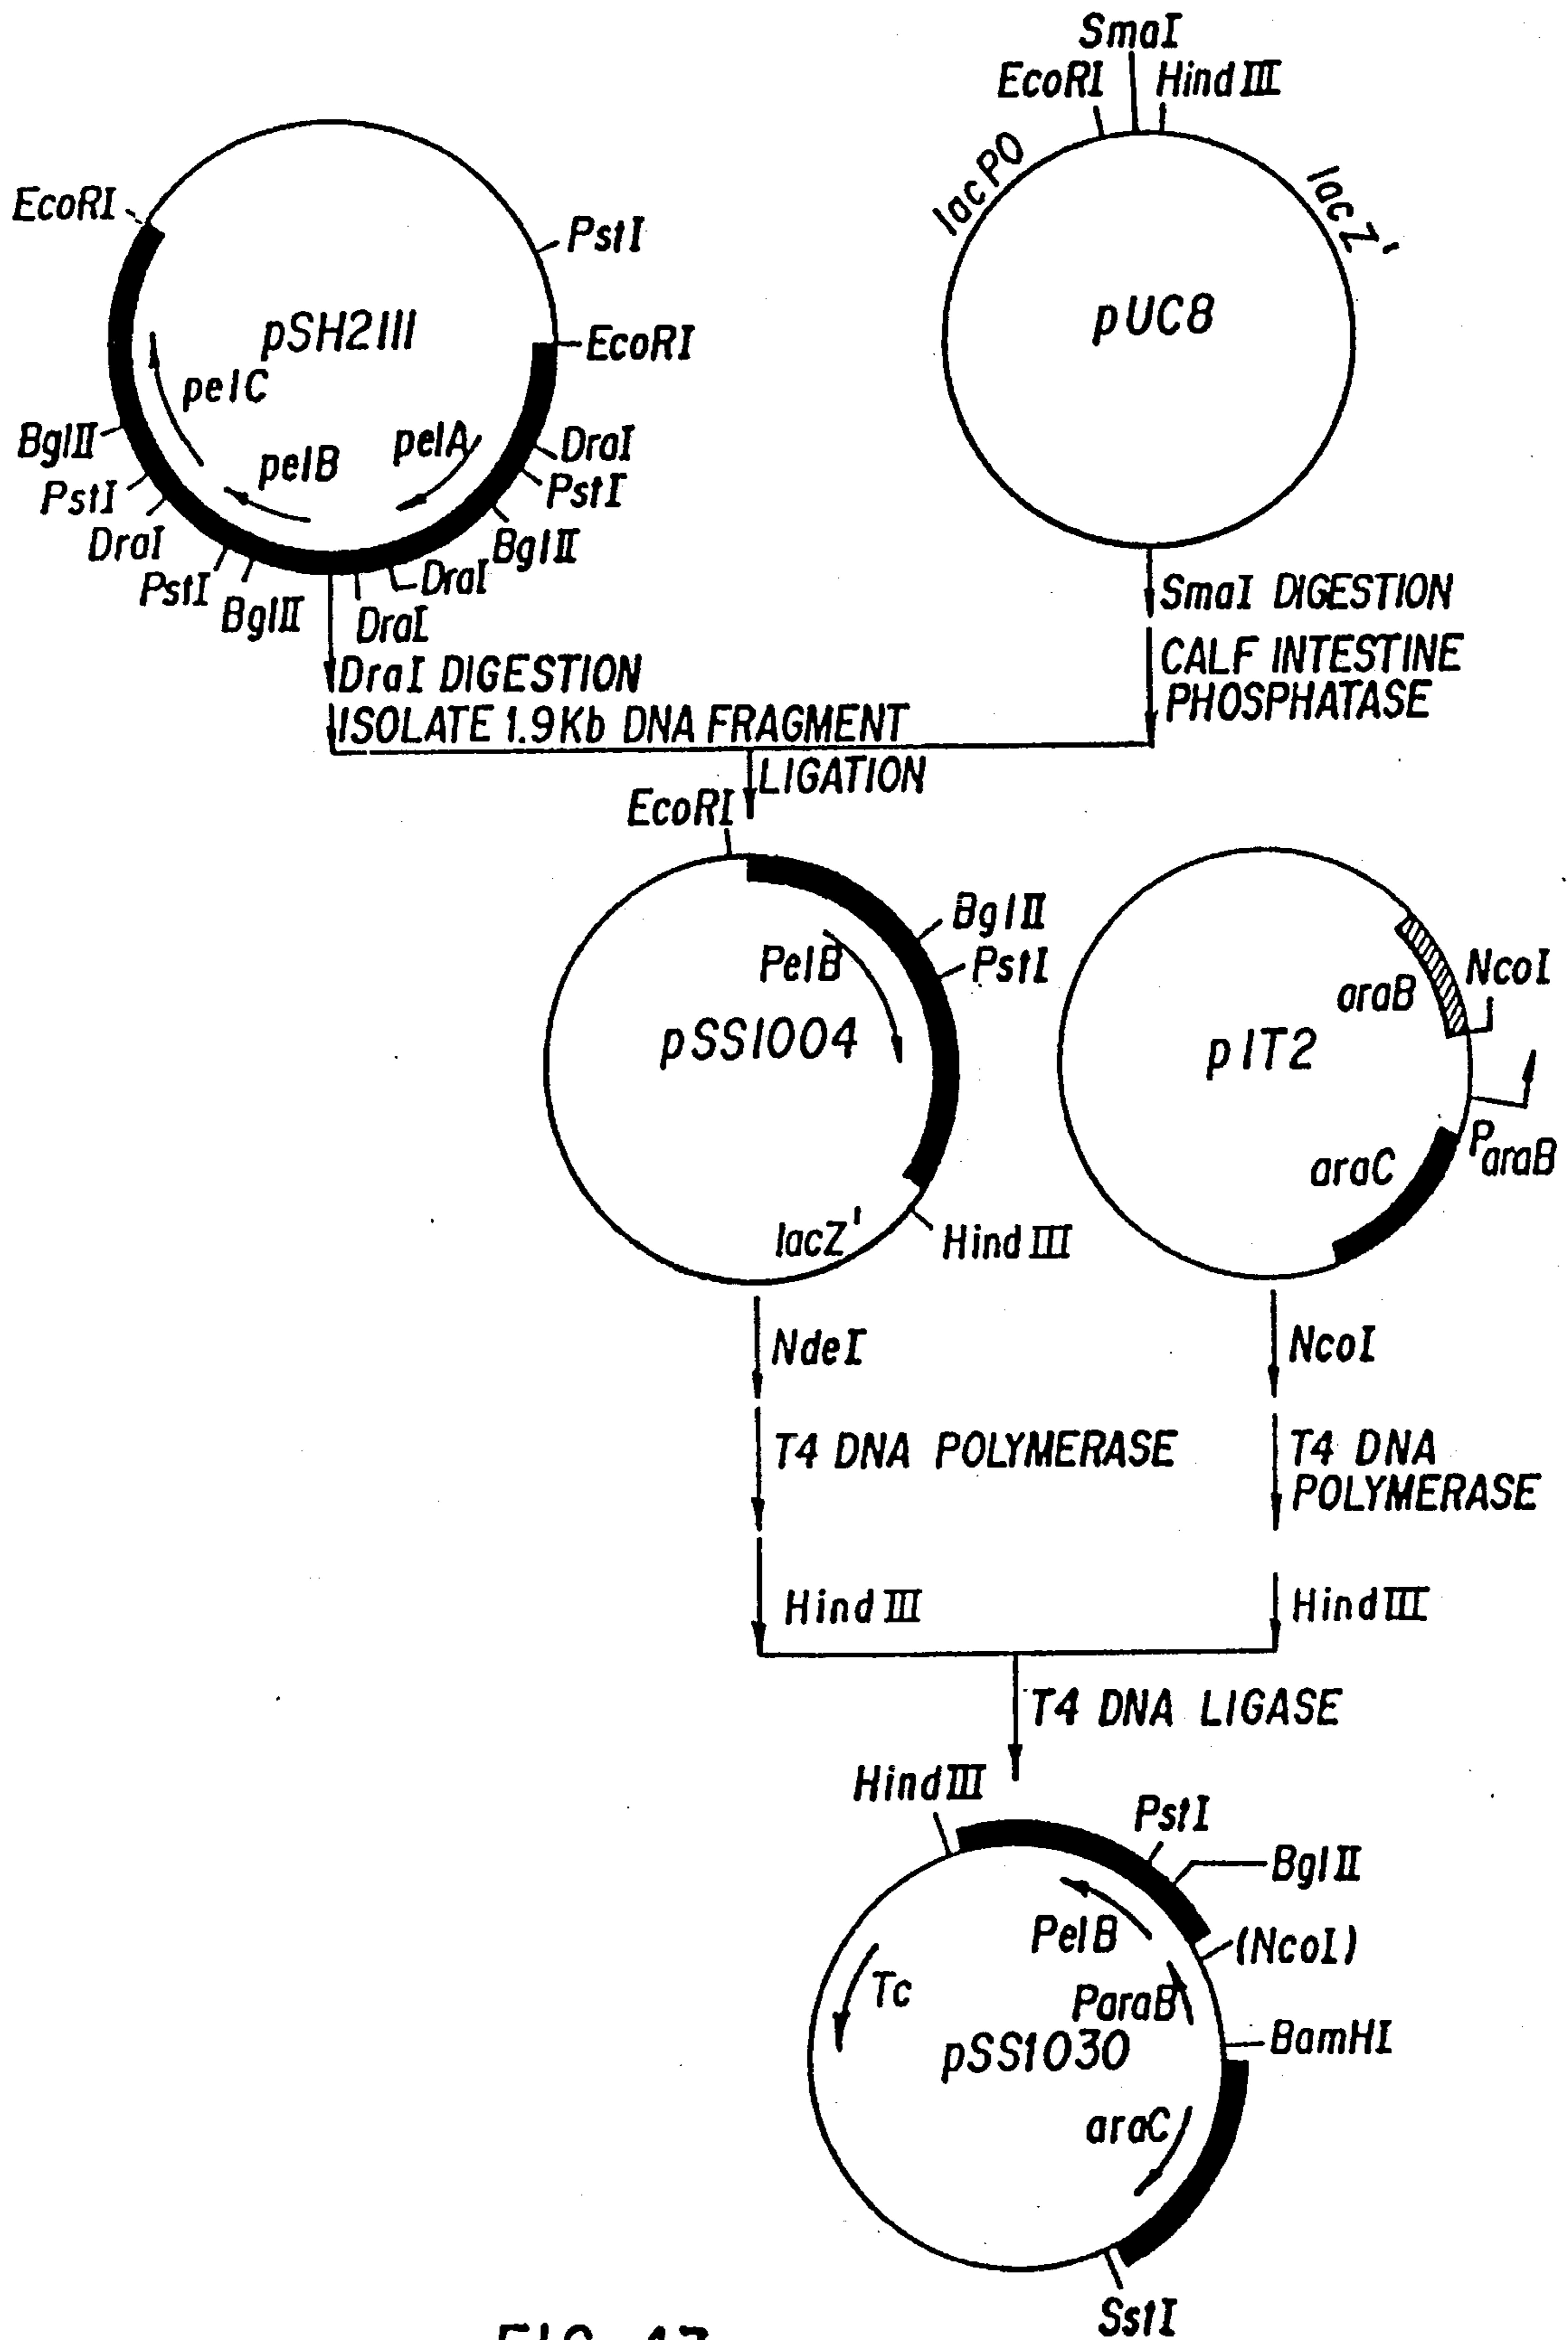 SmaI
EcoRI
HindIII
lacPO
lacZ'
EcoRI
PstI
pSH2111
pUC8
EcoRI
pelC
BglII
pelB
pelA
DraI
PstI
PstI
DraI
BglII
PstI
DraI
BglII
DraI
SmaI DIGESTION
DraI DIGESTION
CALF INTESTINE
PHOSPHATASE
ISOLATE 1.9Kb DNA FRAGMENT
LIGATION
EcoRI
BglII
PelB
PstI
araB
NcoI
pSS1004
pIT2
araC
ParaB
lacZ'
HindIII
NdeI
NcoI
T4 DNA POLYMERASE
T4 DNA
POLYMERASE
HindIII
HindIII
T4 DNA LIGASE
HindIII
PstI
BglII
PelB
(NcoI)
Tc
ParaB
BamHI
pSS1030
araC
SstI